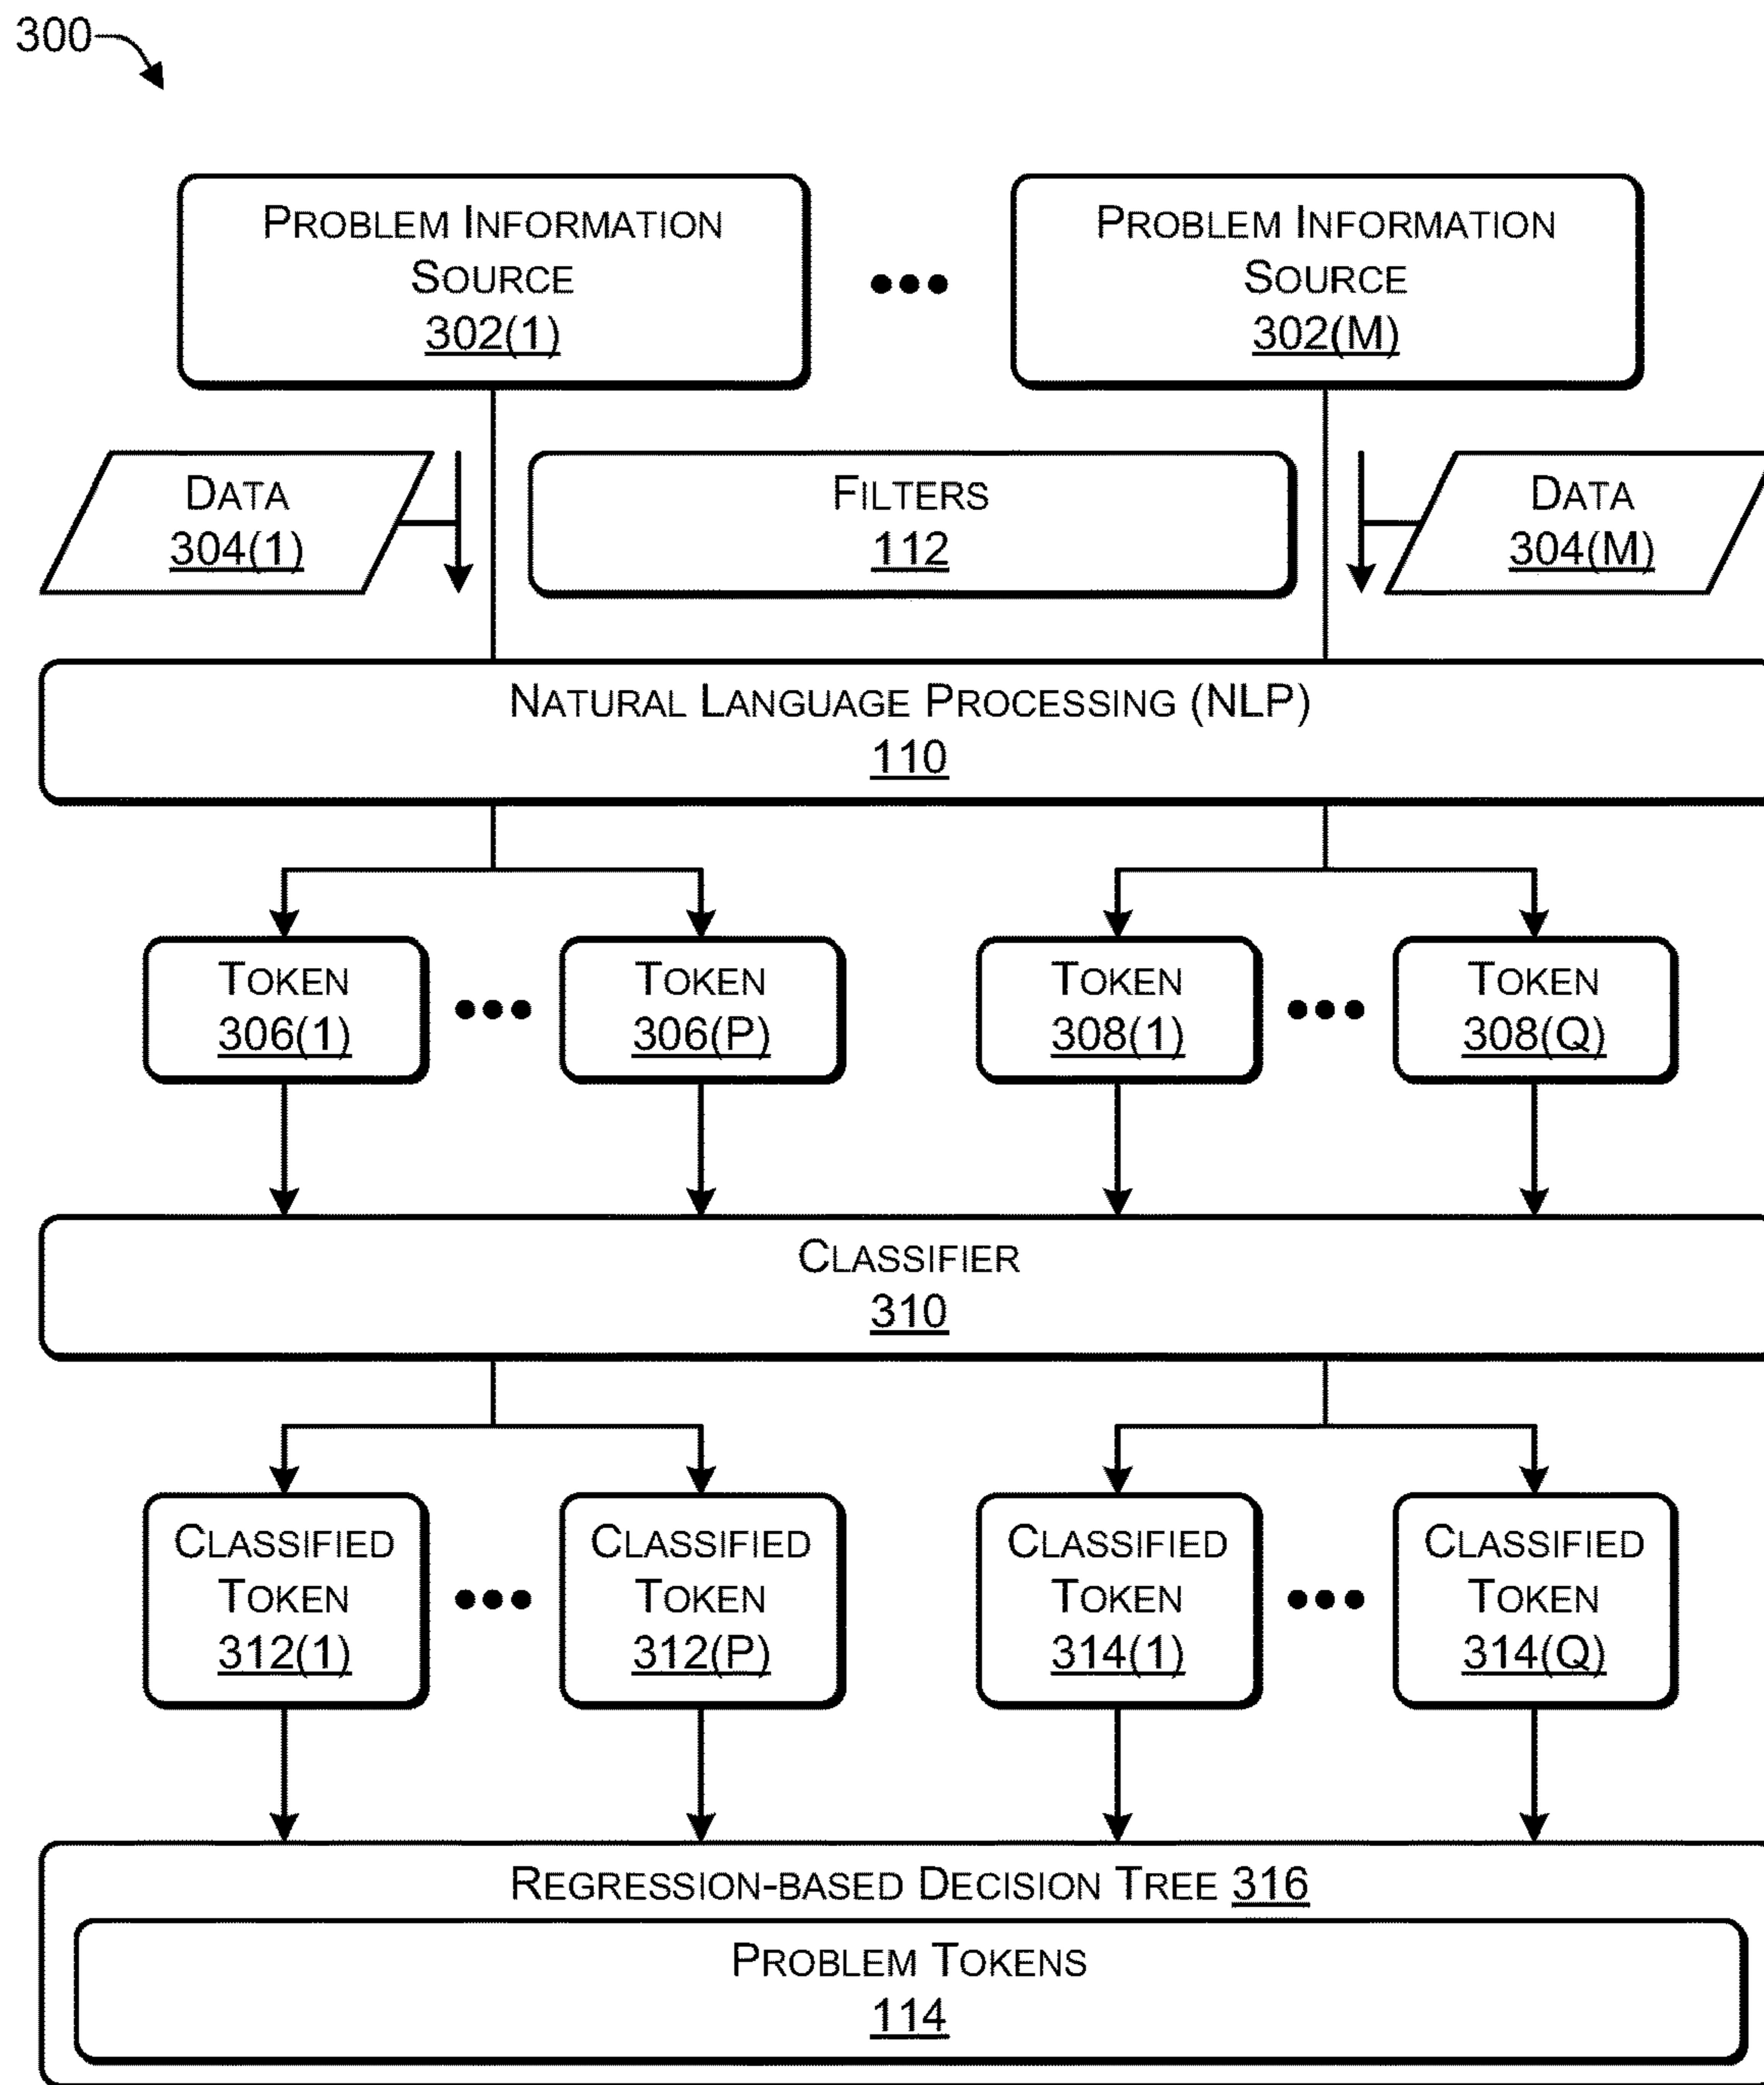 300
PROBLEM INFORMATION
SOURCE
302(1)
PROBLEM INFORMATION
SOURCE
302(M)
DATA
304(1)
FILTERS
112
DATA
304(M)
NATURAL LANGUAGE PROCESSING (NLP)
110
TOKEN
306(1)
TOKEN
306(P)
TOKEN
308(1)
TOKEN
308(Q)
CLASSIFIER
310
CLASSIFIED
TOKEN
312(1)
CLASSIFIED
TOKEN
312(P)
CLASSIFIED
TOKEN
314(1)
CLASSIFIED
TOKEN
314(Q)
REGRESSION-BASED DECISION TREE 316
PROBLEM TOKENS
114